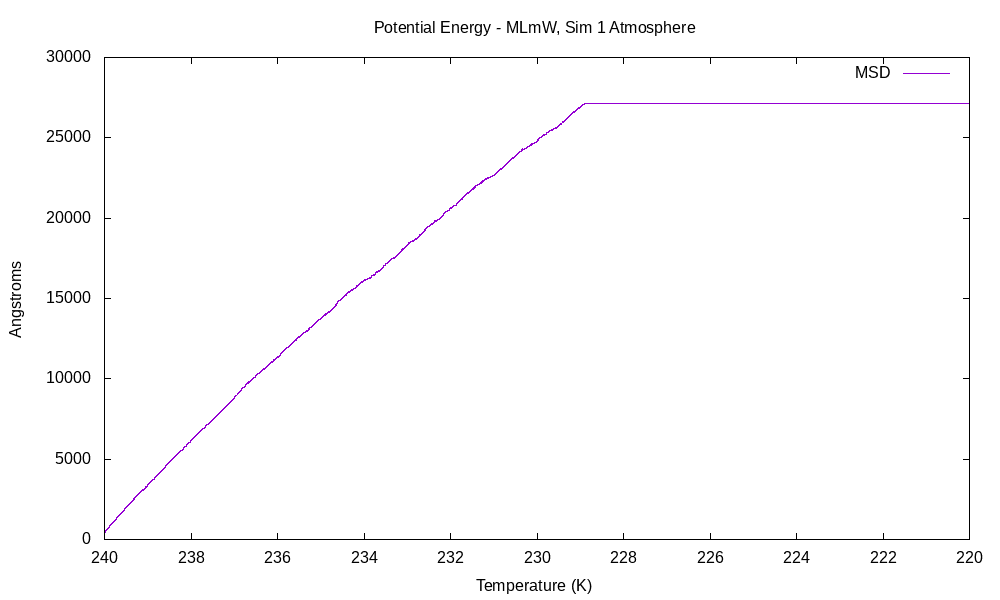 Potential Energy - MLmW, Sim 1 Atmosphere
MSD
30000
25000
20000
15000
10000
5000
0
Angstroms
240 238 236 234 232 230 228 226 224 222 220
Temperature (K)